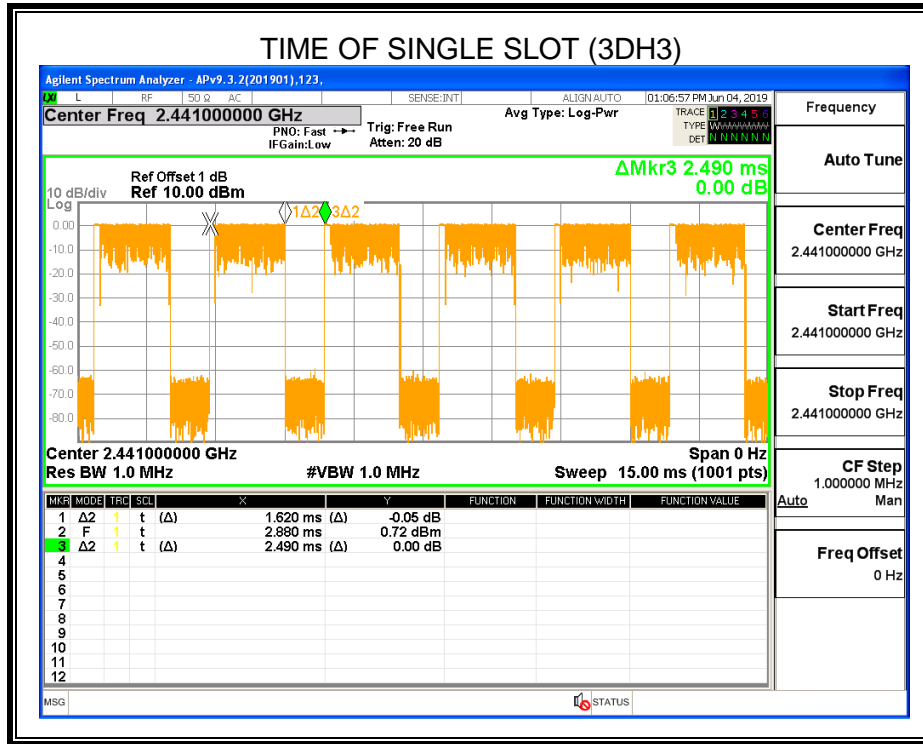 TIME OF SINGLE SLOT (3DH3)
Agilent Spectrum Analyzer - APv9.3.2(201901),123,
LXI L RF 50 Ω AC SENSE:INT ALIGN AUTO 01:06:57 PM Jun 04, 2019
Center Freq 2.441000000 GHz
PNO: Fast
IFGain:Low
Trig: Free Run
Atten: 20 dB
Avg Type: Log-Pwr
TRACE 1 2 3 4 5 6
TYPE WWWWWW
DET N N N N N N
ΔMkr3 2.490 ms
0.00 dB
Ref Offset 1 dB
10 dB/div Ref 10.00 dBm
Log
1Δ2 3Δ2
0.00
-10.0
-20.0
-30.0
-40.0
-50.0
-60.0
-70.0
-80.0
Center 2.441000000 GHz Span 0 Hz
Res BW 1.0 MHz #VBW 1.0 MHz Sweep 15.00 ms (1001 pts)
MKR MODE TRC SCL X Y FUNCTION FUNCTION WIDTH FUNCTION VALUE
1 Δ2 1 t (Δ) 1.620 ms (Δ) -0.05 dB
2 F 1 t 2.880 ms 0.72 dBm
3 Δ2 1 t (Δ) 2.490 ms (Δ) 0.00 dB
4
5
6
7
8
9
10
11
12
MSG STATUS
Frequency
Auto Tune
Center Freq
2.441000000 GHz
Start Freq
2.441000000 GHz
Stop Freq
2.441000000 GHz
CF Step
1.000000 MHz
Auto Man
Freq Offset
0 Hz